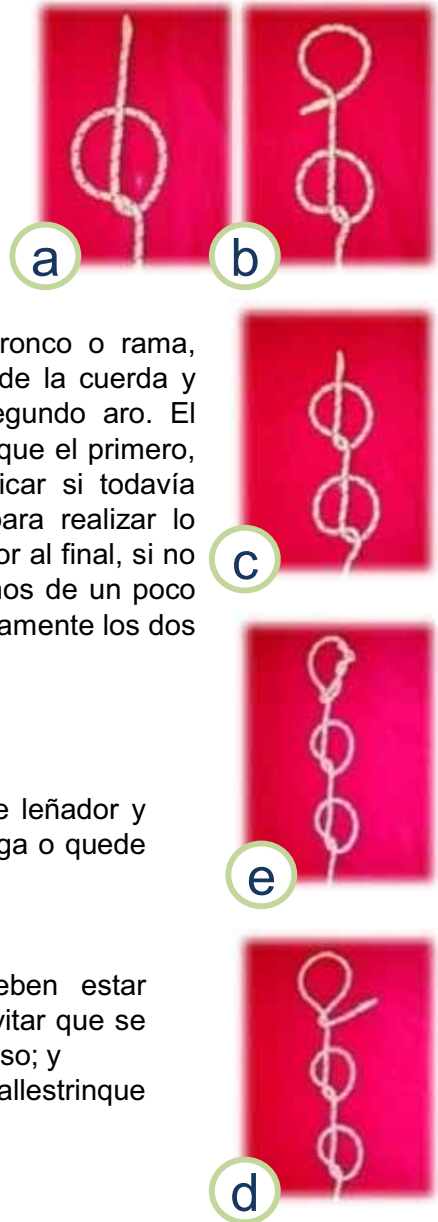 a
b
ronco o rama,
de la cuerda y
egundo aro. El
que el primero,
icar si todavía
para realizar lo
or al final, si no
nos de un poco
amente los dos
c
e leñador y
ga o quede
e
eben estar
vitar que se
so; y
allestrinque
d